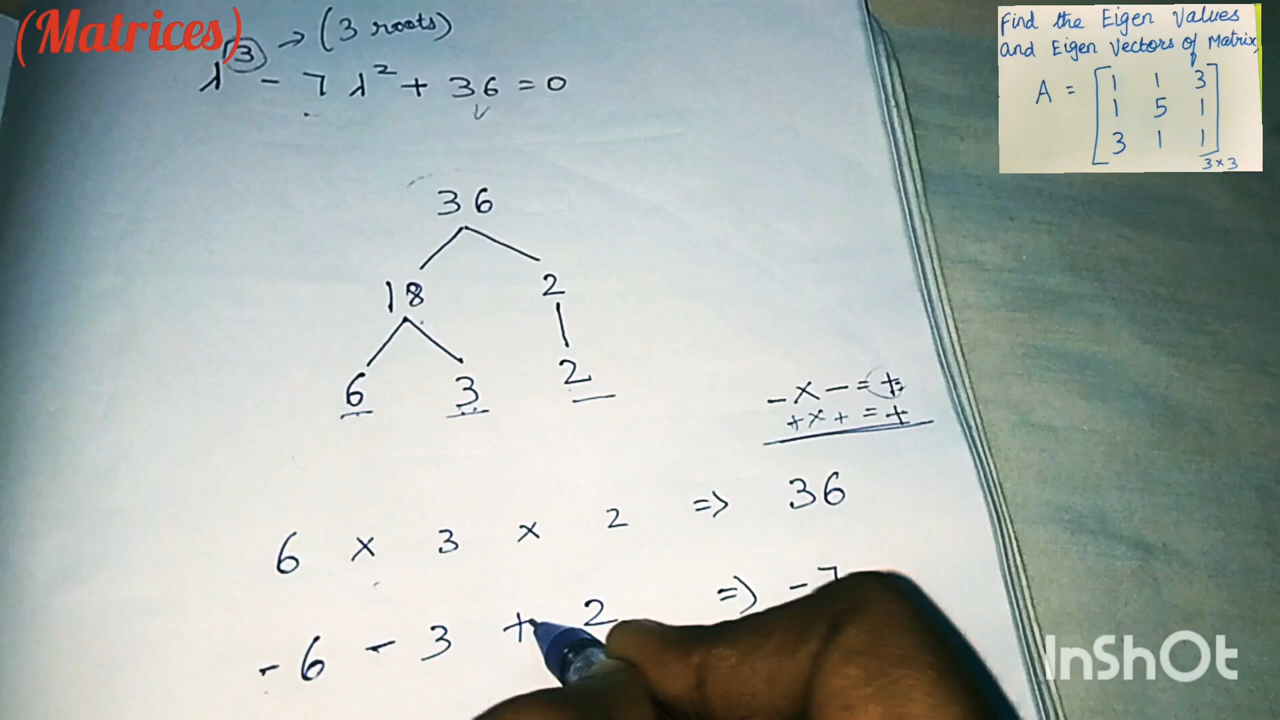 (Matrices)
λ³ → (3 roots)
- 7 λ² + 36 = 0
Find the Eigen Values
and Eigen Vectors of Matrix,
A = [1 1 3
1 5 1
3 1 1]
3×3
36
18 2
6 3 2
- × - = +
+ × + = +
6 × 3 × 2 => 36
- 6 - 3 + 2 => - 7
InShOt